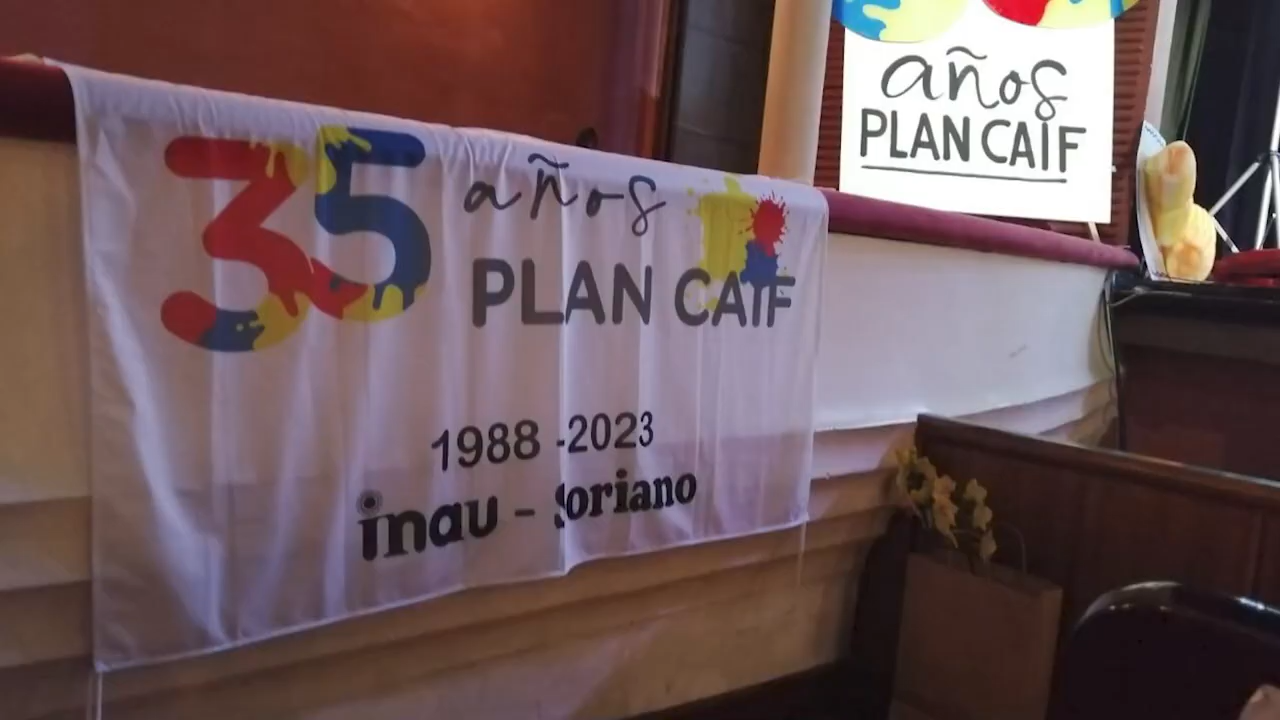 35 años
PLAN CAIF
1988 -2023
inau - Soriano
años
PLAN CAIF